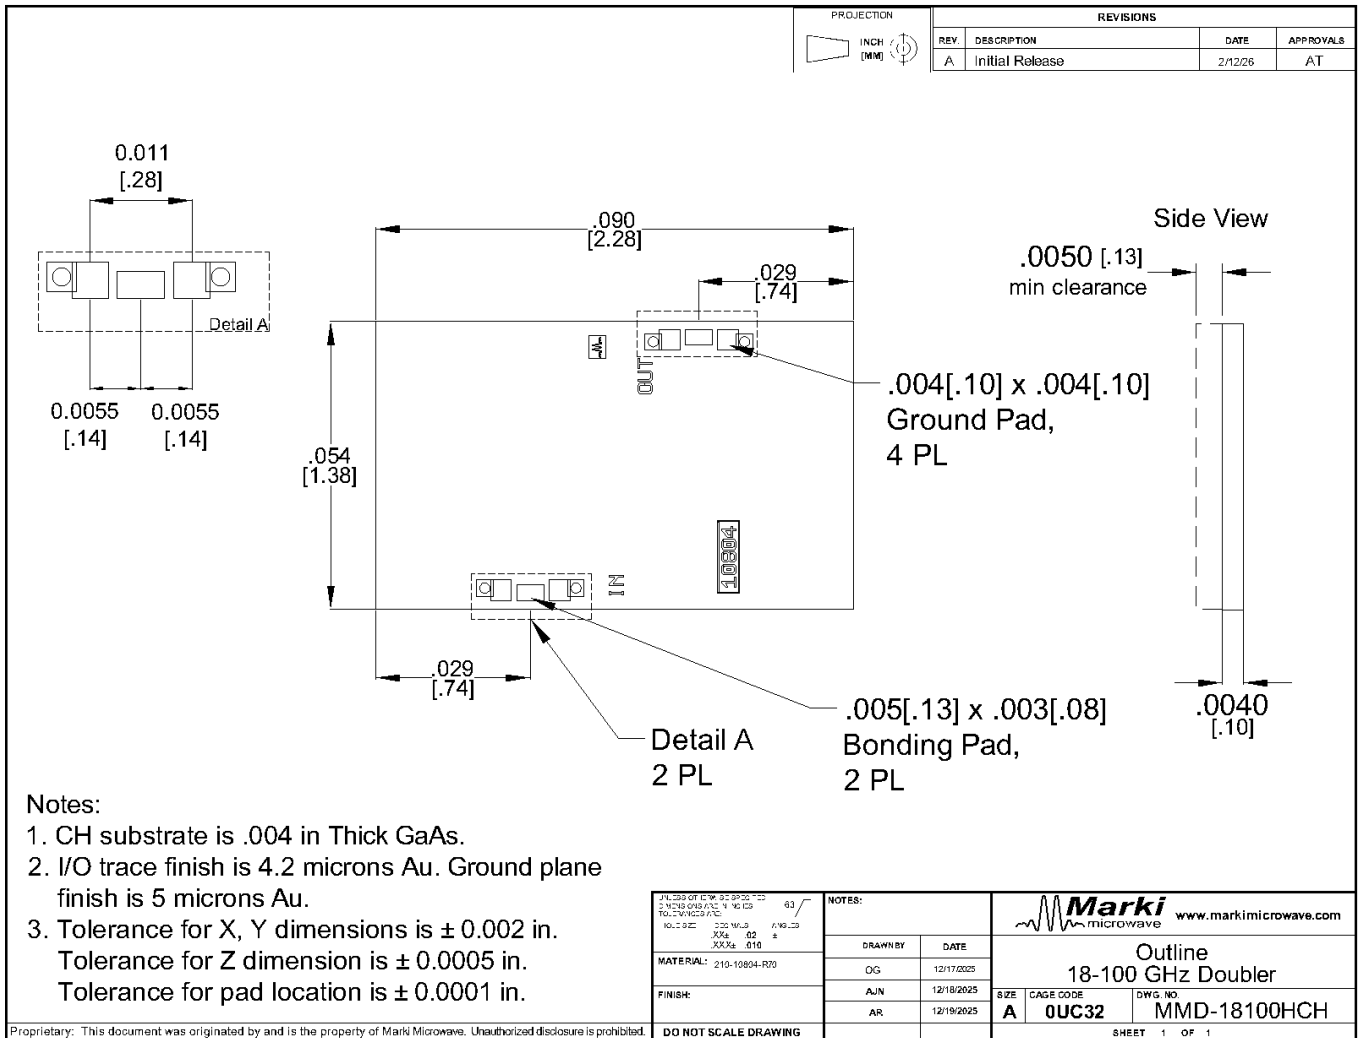 PROJECTION
INCH
[MM]
REVISIONS
REV. DESCRIPTION DATE APPROVALS
A Initial Release 2/12/26 AT
0.011
[.28]
Detail A
0.0055 0.0055
[.14] [.14]
.090
[2.28]
.029
[.74]
Side View
.0050 [.13]
min clearance
OUT
.004[.10] x .004[.10]
Ground Pad,
4 PL
.054
[1.38]
10804
IN
.029
[.74]
.005[.13] x .003[.08]
Bonding Pad,
2 PL
Detail A
2 PL
.0040
[.10]
Notes:
1. CH substrate is .004 in Thick GaAs.
2. I/O trace finish is 4.2 microns Au. Ground plane
finish is 5 microns Au.
3. Tolerance for X, Y dimensions is ± 0.002 in.
Tolerance for Z dimension is ± 0.0005 in.
Tolerance for pad location is ± 0.0001 in.
Proprietary: This document was originated by and is the property of Marki Microwave. Unauthorized disclosure is prohibited.
63
.XX± .02 ±
.XXX± .010
MATERIAL:
FINISH:
DO NOT SCALE DRAWING
NOTES:
DRAWN BY DATE
OG 12/17/2025
AJN 12/18/2025
AR 12/19/2025
Marki
microwave
www.markimicrowave.com
Outline
18-100 GHz Doubler
SIZE CAGE CODE DWG. NO.
A 0UC32 MMD-18100HCH
SHEET 1 OF 1